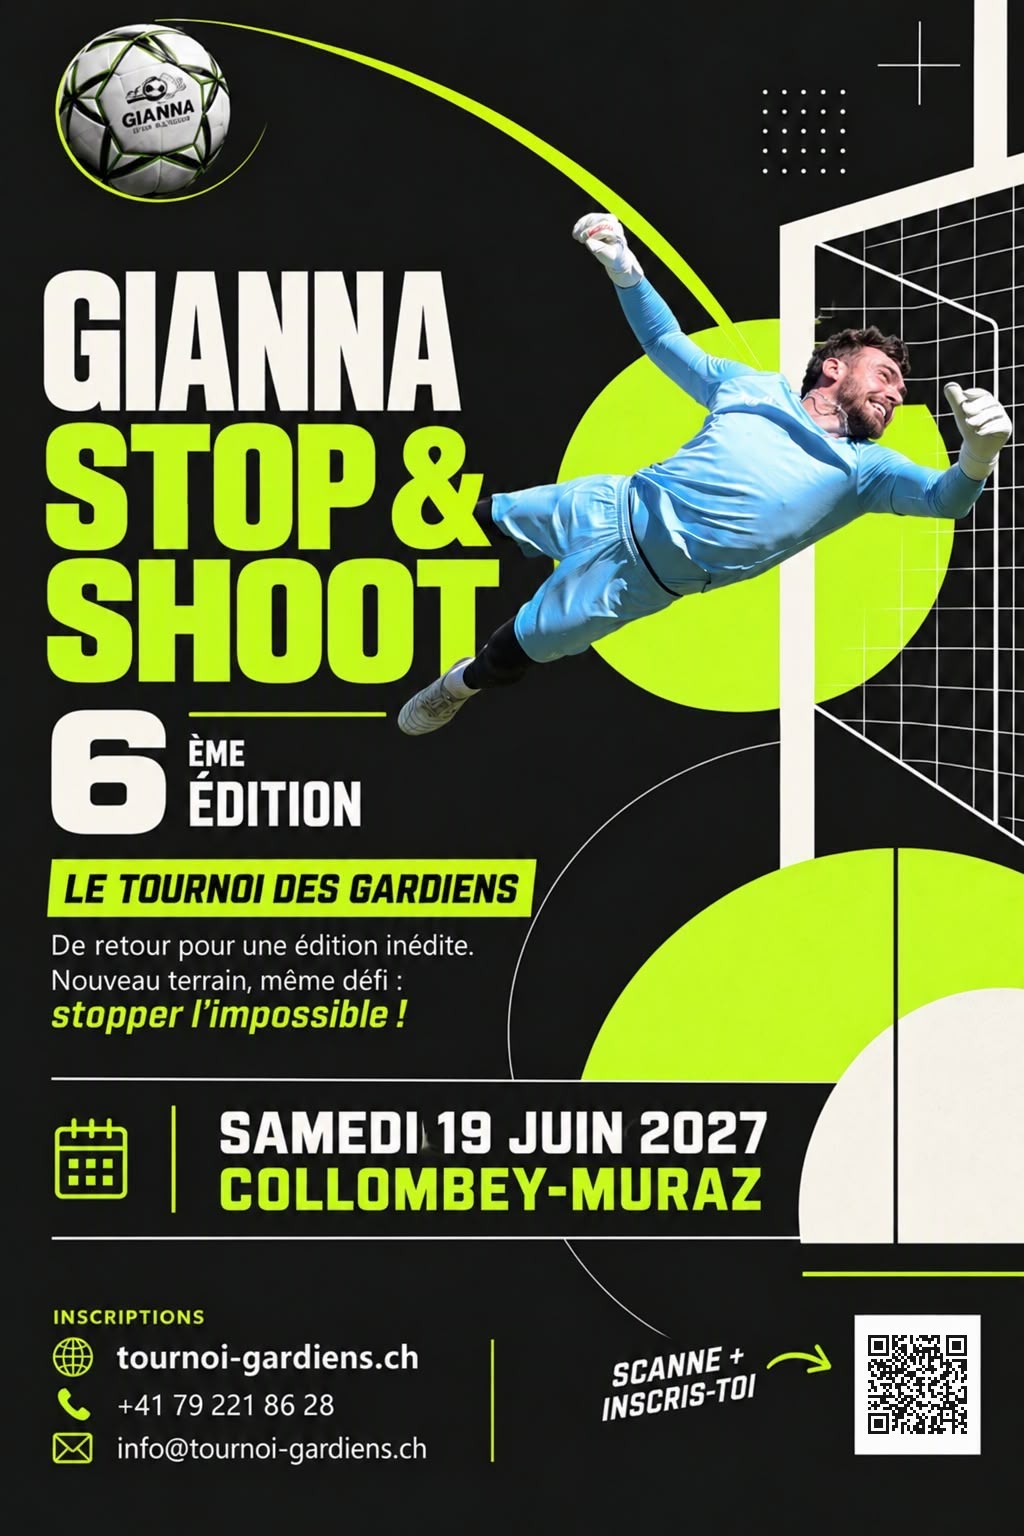 GIANNA
GIANNA
STOP &
SHOOT
6 ÈME
ÉDITION
LE TOURNOI DES GARDIENS
De retour pour une édition inédite.
Nouveau terrain, même défi :
stopper l'impossible !
SAMEDI 19 JUIN 2027
COLLOMBEY-MURAZ
INSCRIPTIONS
tournoi-gardiens.ch
+41 79 221 86 28
info@tournoi-gardiens.ch
SCANNE +
INSCRIS-TOI